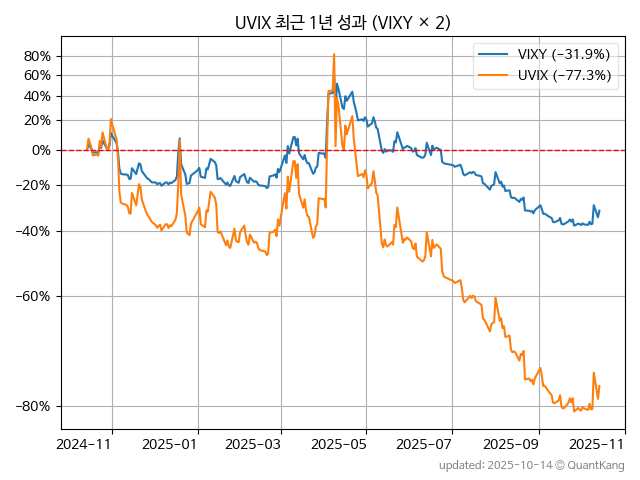 UVIX 최근 1년 성과 (VIXY × 2)
VIXY (−31.9%)
UVIX (−77.3%)
80%
60%
40%
20%
0%
−20%
−40%
−60%
−80%
2024-11 2025-01 2025-03 2025-05 2025-07 2025-09 2025-11
updated: 2025-10-14 © QuantKang